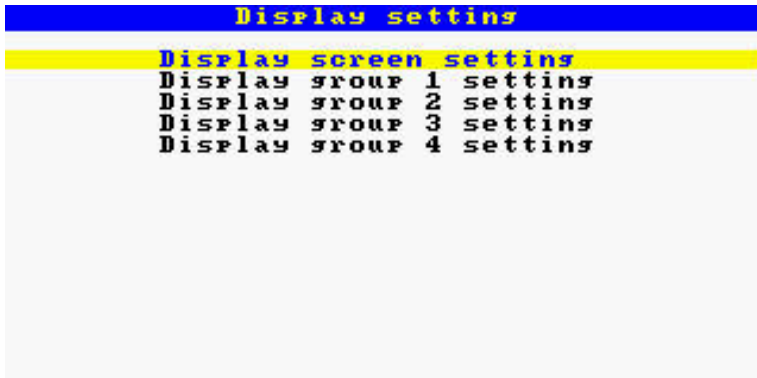 Display setting
Display screen setting
Display group 1 setting
Display group 2 setting
Display group 3 setting
Display group 4 setting